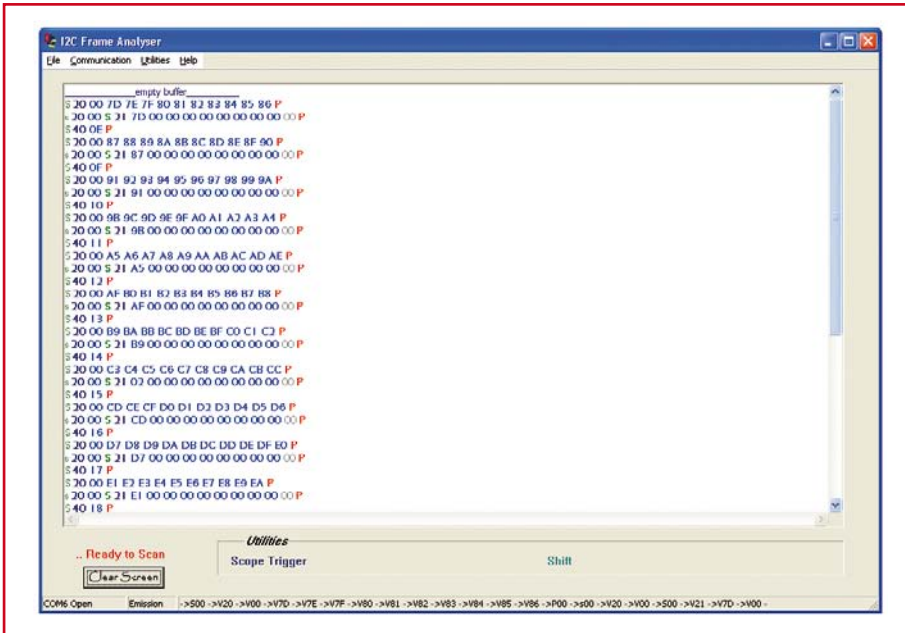 I2C Frame Analyser
File Communication Utilities Help
____________empty buffer____________
S 20 00 7D 7E 7F 80 81 82 83 84 85 86 P
s 20 00 S 21 7D 00 00 00 00 00 00 00 00 00 P
S 40 0E P
S 20 00 87 88 89 8A 8B 8C 8D 8E 8F 90 P
s 20 00 S 21 87 00 00 00 00 00 00 00 00 00 P
S 40 0F P
S 20 00 91 92 93 94 95 96 97 98 99 9A P
s 20 00 S 21 91 00 00 00 00 00 00 00 00 00 P
S 40 10 P
S 20 00 9B 9C 9D 9E 9F A0 A1 A2 A3 A4 P
s 20 00 S 21 9B 00 00 00 00 00 00 00 00 00 P
S 40 11 P
S 20 00 A5 A6 A7 A8 A9 AA AB AC AD AE P
s 20 00 S 21 A5 00 00 00 00 00 00 00 00 00 P
S 40 12 P
S 20 00 AF B0 B1 B2 B3 B4 B5 B6 B7 B8 P
s 20 00 S 21 AF 00 00 00 00 00 00 00 00 00 P
S 40 13 P
S 20 00 B9 BA BB BC BD BE BF C0 C1 C2 P
s 20 00 S 21 B9 00 00 00 00 00 00 00 00 00 P
S 40 14 P
S 20 00 C3 C4 C5 C6 C7 C8 C9 CA CB CC P
s 20 00 S 21 02 00 00 00 00 00 00 00 00 00 P
S 40 15 P
S 20 00 CD CE CF D0 D1 D2 D3 D4 D5 D6 P
s 20 00 S 21 CD 00 00 00 00 00 00 00 00 00 P
S 40 16 P
S 20 00 D7 D8 D9 DA DB DC DD DE DF E0 P
s 20 00 S 21 D7 00 00 00 00 00 00 00 00 00 P
S 40 17 P
S 20 00 E1 E2 E3 E4 E5 E6 E7 E8 E9 EA P
s 20 00 S 21 E1 00 00 00 00 00 00 00 00 00 P
S 40 18 P
Utilities
.. Ready to Scan
Scope Trigger Shift
Clear Screen
COM6 Open Emission ->S00 ->V20 ->V00 ->V7D ->V7E ->V7F ->V80 ->V81 ->V82 ->V83 ->V84 ->V85 ->V86 ->P00 ->s00 ->V20 ->V00 ->S00 ->V21 ->V7D ->V00 -